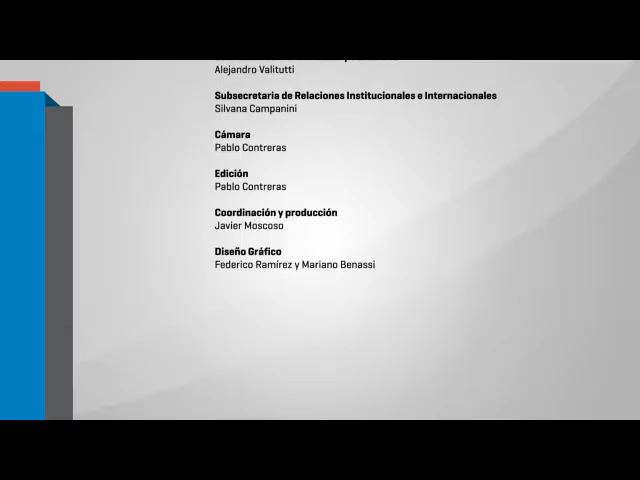 Alejandro Valitutti
Subsecretaria de Relaciones Institucionales e Internacionales
Silvana Campanini
Cámara
Pablo Contreras
Edición
Pablo Contreras
Coordinación y producción
Javier Moscoso
Diseño Gráfico
Federico Ramírez y Mariano Benassi